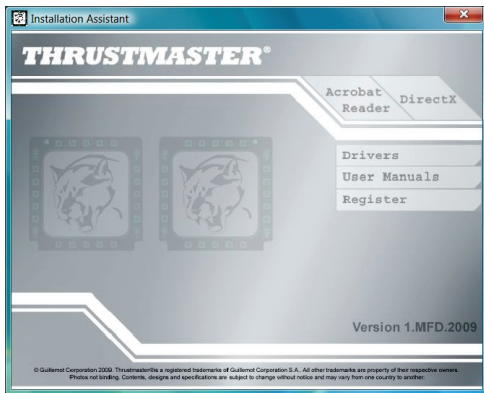 Installation Assistant
THRUSTMASTER®
Acrobat
Reader
DirectX
Drivers
User Manuals
Register
Version 1.MFD.2009
© Guillemot Corporation 2009. Thrustmaster®is a registered trademarks of Guillemot Corporation S.A.. All other trademarks are property of their respective owners.
Photos not binding. Contents, designs and specifications are subject to change without notice and may vary from one country to another.